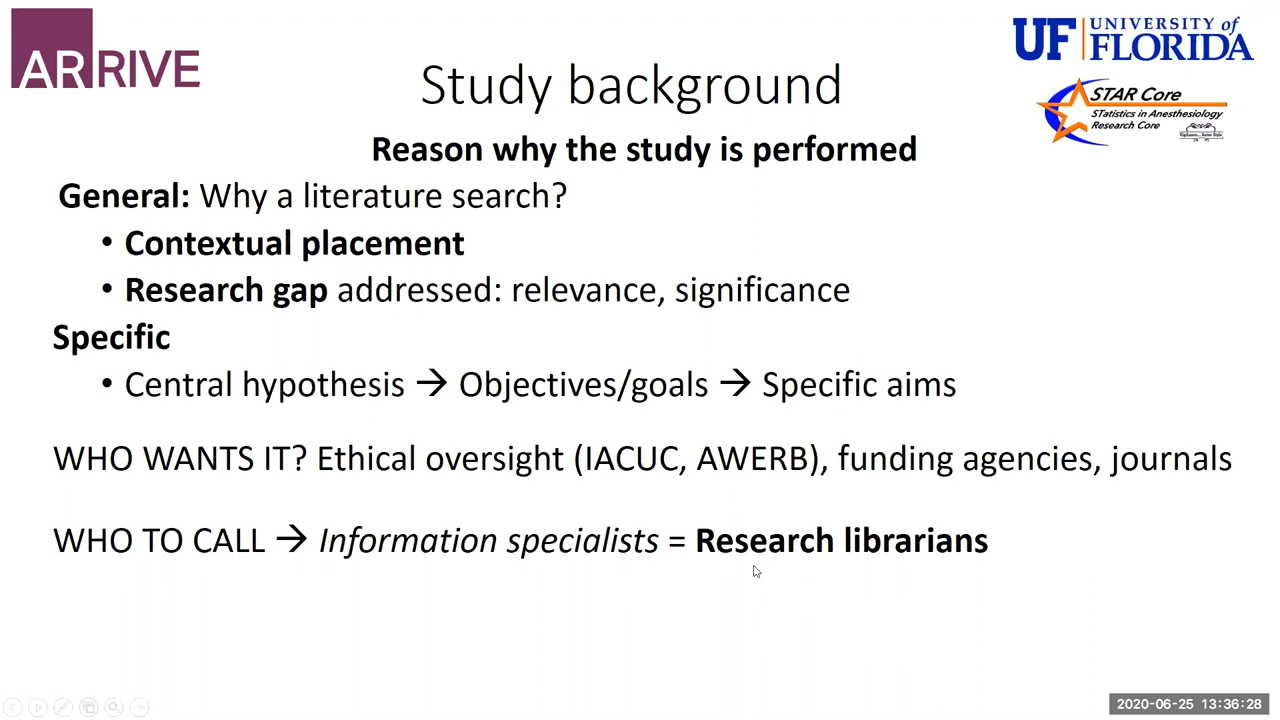 ARRIVE
UNIVERSITY of
UF FLORIDA
Study background
STAR Core
STatistics in Anesthesiology
Research Core
Reason why the study is performed
General: Why a literature search?
• Contextual placement
• Research gap addressed: relevance, significance
Specific
• Central hypothesis → Objectives/goals → Specific aims
WHO WANTS IT? Ethical oversight (IACUC, AWERB), funding agencies, journals
WHO TO CALL → Information specialists = Research librarians
2020-06-25 13:36:28